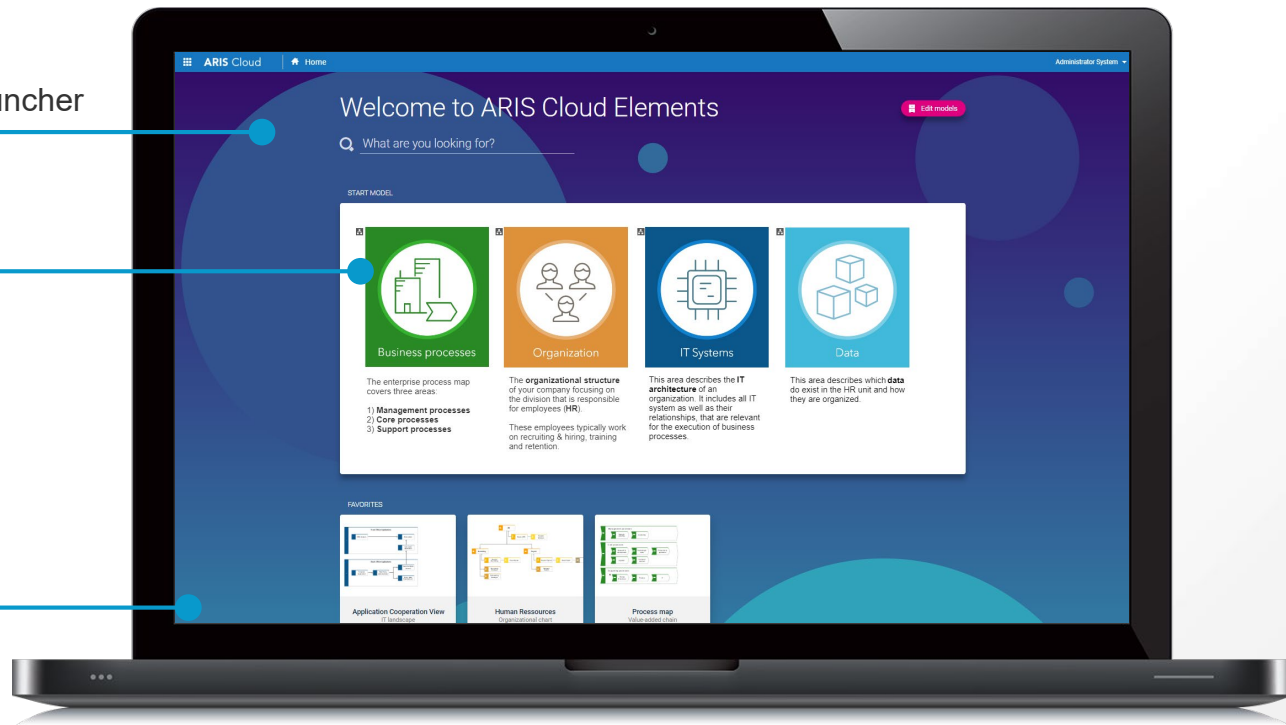 ARIS Cloud
Home
Administrator System
Welcome to ARIS Cloud Elements
Edit models
What are you looking for?
START MODEL
Business processes
Organization
IT Systems
Data
The enterprise process map
covers three areas:
1) Management processes
2) Core processes
3) Support processes
The organizational structure
of your company focusing on
the division that is responsible
for employees (HR).
These employees typically work
on recruiting & hiring, training
and retention.
This area describes the IT
architecture of an
organization. It includes all IT
system as well as their
relationships, that are relevant
for the execution of business
processes.
This area describes which data
do exist in the HR unit and how
they are organized.
FAVORITES
Application Cooperation View
IT landscape
Human Ressources
Organizational chart
Process map
Value-added chain